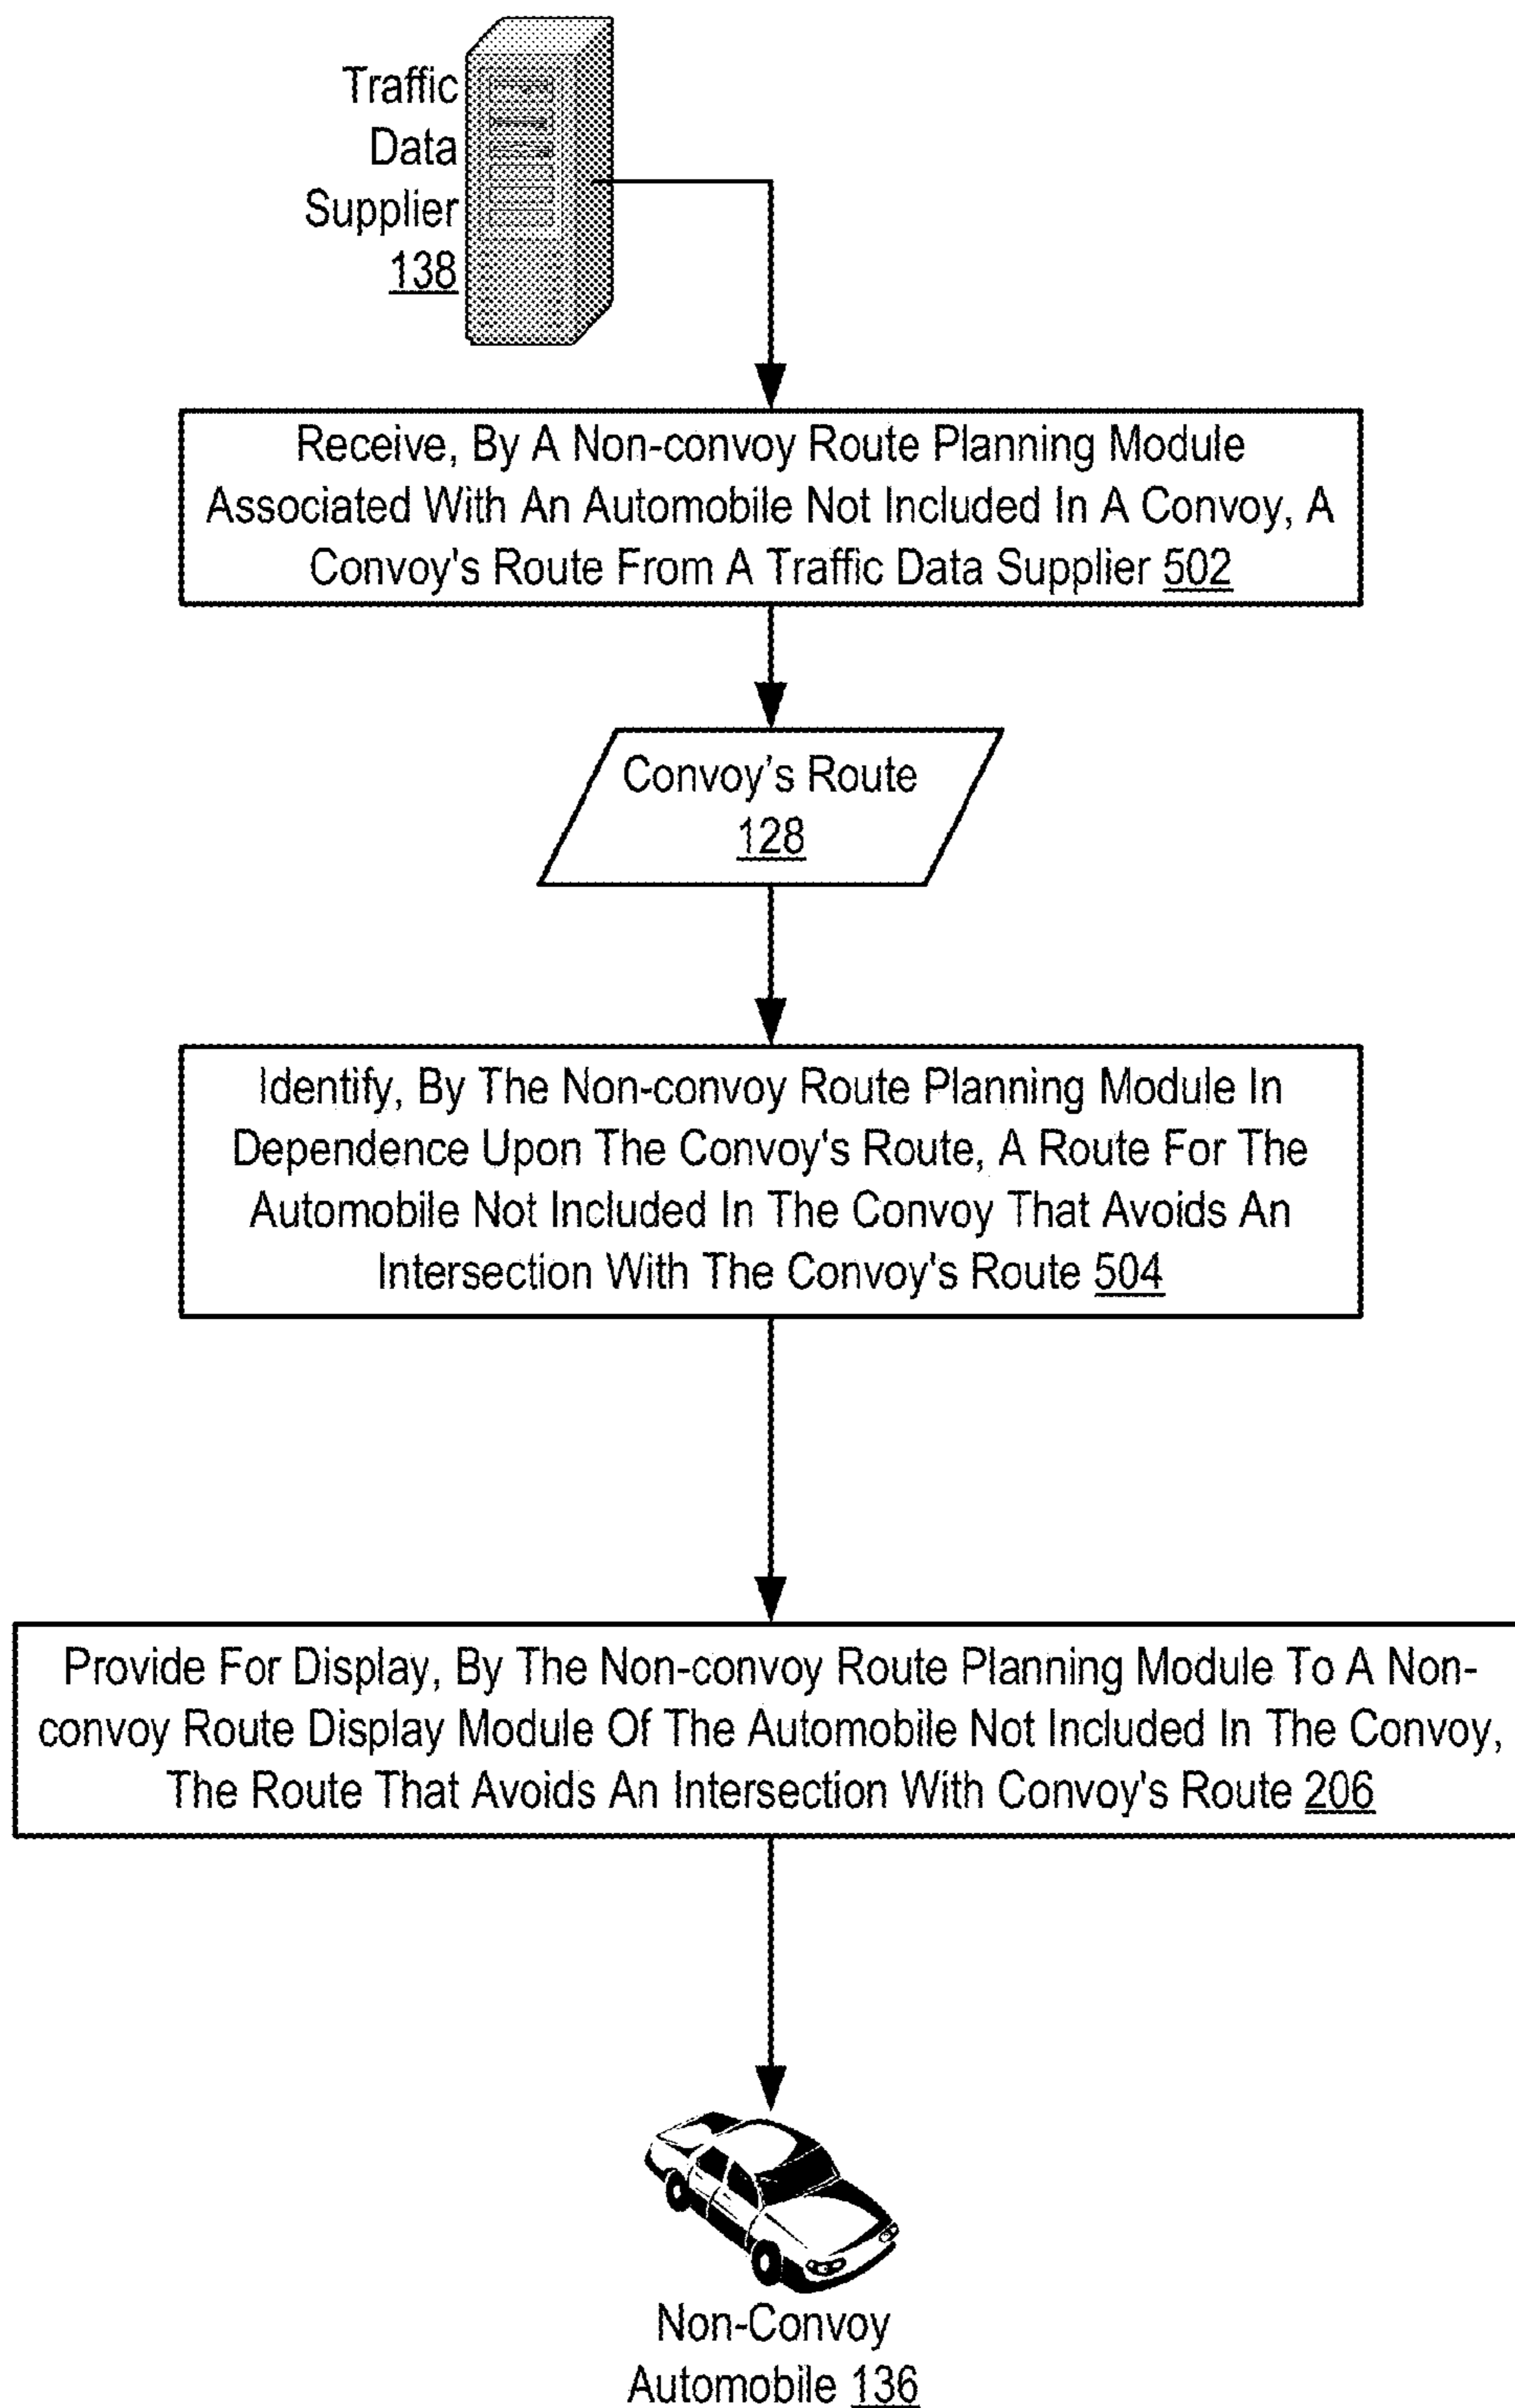 Traffic
Data
Supplier
138
Receive, By A Non-convoy Route Planning Module
Associated With An Automobile Not Included In A Convoy, A
Convoy's Route From A Traffic Data Supplier 502
Convoy's Route
128
Identify, By The Non-convoy Route Planning Module In
Dependence Upon The Convoy's Route, A Route For The
Automobile Not Included In The Convoy That Avoids An
Intersection With The Convoy's Route 504
Provide For Display, By The Non-convoy Route Planning Module To A Non-
convoy Route Display Module Of The Automobile Not Included In The Convoy,
The Route That Avoids An Intersection With Convoy's Route 206
Non-Convoy
Automobile 136